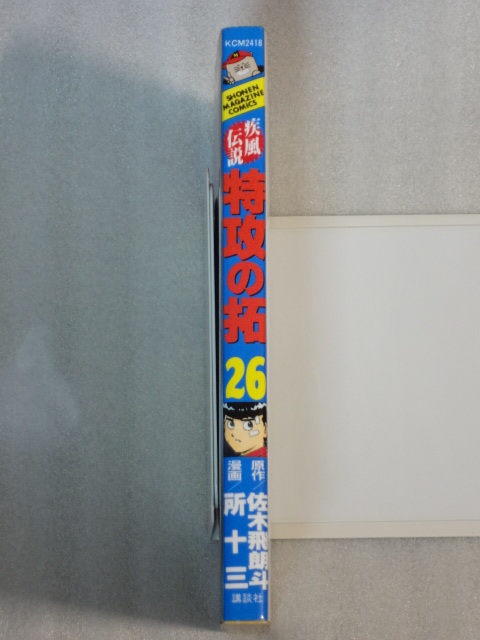 KCM2418
SHONEN
MAGAZINE
COMICS
疾風
伝説
特攻の拓
26
原作/佐木飛朗斗
漫画/所十三
講談社